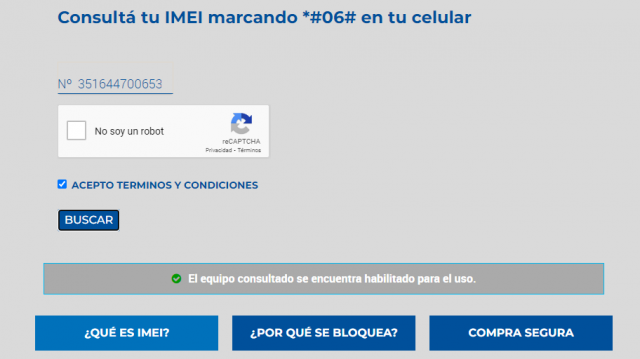 Consultá tu IMEI marcando *#06# en tu celular
Nº 351644700653
No soy un robot
reCAPTCHA
Privacidad - Términos
ACEPTO TERMINOS Y CONDICIONES
BUSCAR
El equipo consultado se encuentra habilitado para el uso.
¿QUÉ ES IMEI?
¿POR QUÉ SE BLOQUEA?
COMPRA SEGURA